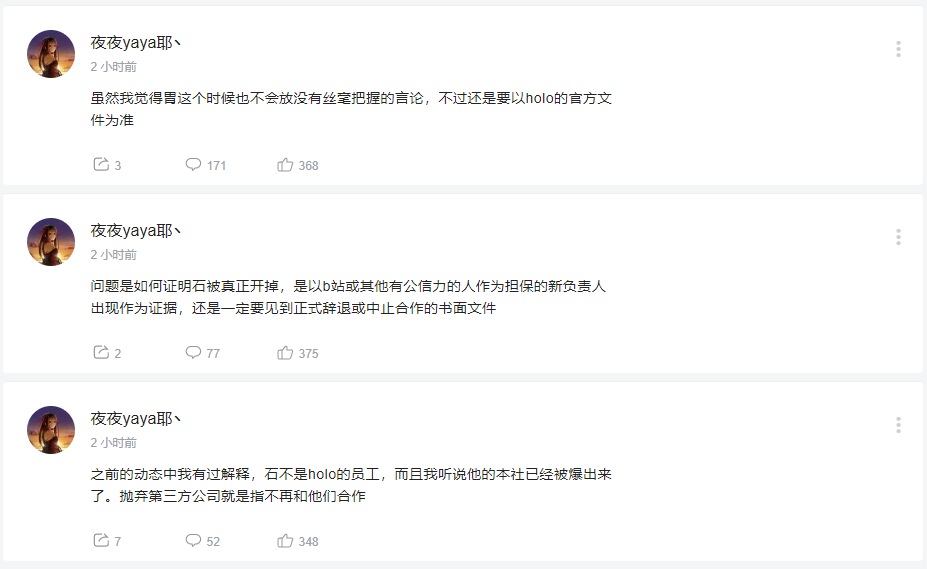 夜夜yaya耶丶
2 小时前
虽然我觉得胃这个时候也不会放没有丝毫把握的言论，不过还是要以holo的官方文
件为准
3 171 368
夜夜yaya耶丶
2 小时前
问题是如何证明石被真正开掉，是以b站或其他有公信力的人作为担保的新负责人
出现作为证据，还是一定要见到正式辞退或中止合作的书面文件
2 77 375
夜夜yaya耶丶
2 小时前
之前的动态中我有过解释，石不是holo的员工，而且我听说他的本社已经被爆出来
了。抛弃第三方公司就是指不再和他们合作
7 52 348